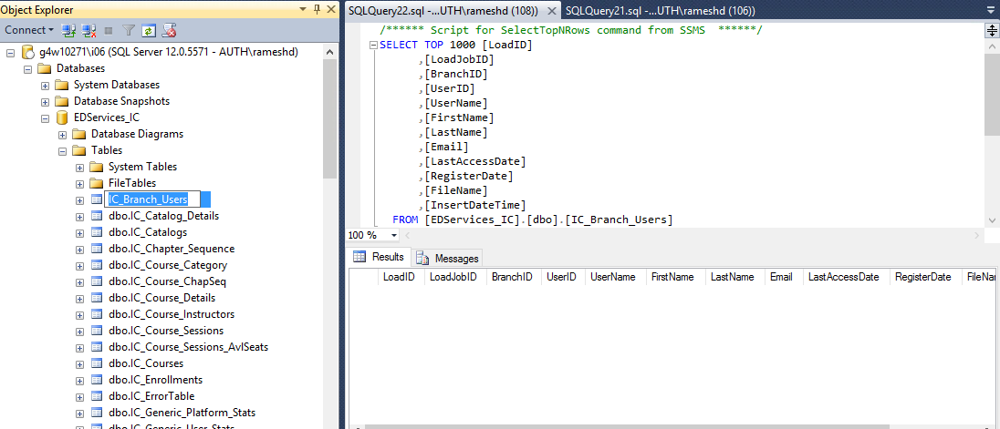 Object Explorer
Connect
g4w10271\i06 (SQL Server 12.0.5571 - AUTH\rameshd)
Databases
System Databases
Database Snapshots
EDServices_IC
Database Diagrams
Tables
System Tables
FileTables
IC_Branch_Users
dbo.IC_Catalog_Details
dbo.IC_Catalogs
dbo.IC_Chapter_Sequence
dbo.IC_Course_Category
dbo.IC_Course_ChapSeq
dbo.IC_Course_Details
dbo.IC_Course_Instructors
dbo.IC_Course_Sessions
dbo.IC_Course_Sessions_AvlSeats
dbo.IC_Courses
dbo.IC_Enrollments
dbo.IC_ErrorTable
dbo.IC_Generic_Platform_Stats
dbo.IC_Generic_User_Stats
SQLQuery22.sql -...UTH\rameshd (108)) SQLQuery21.sql -...UTH\rameshd (106))
/****** Script for SelectTopNRows command from SSMS ******/
SELECT TOP 1000 [LoadID]
,[LoadJobID]
,[BranchID]
,[UserID]
,[UserName]
,[FirstName]
,[LastName]
,[Email]
,[LastAccessDate]
,[RegisterDate]
,[FileName]
,[InsertDateTime]
FROM [EDServices_IC].[dbo].[IC_Branch_Users]
100 %
Results Messages
LoadID LoadJobID BranchID UserID UserName FirstName LastName Email LastAccessDate RegisterDate FileNa